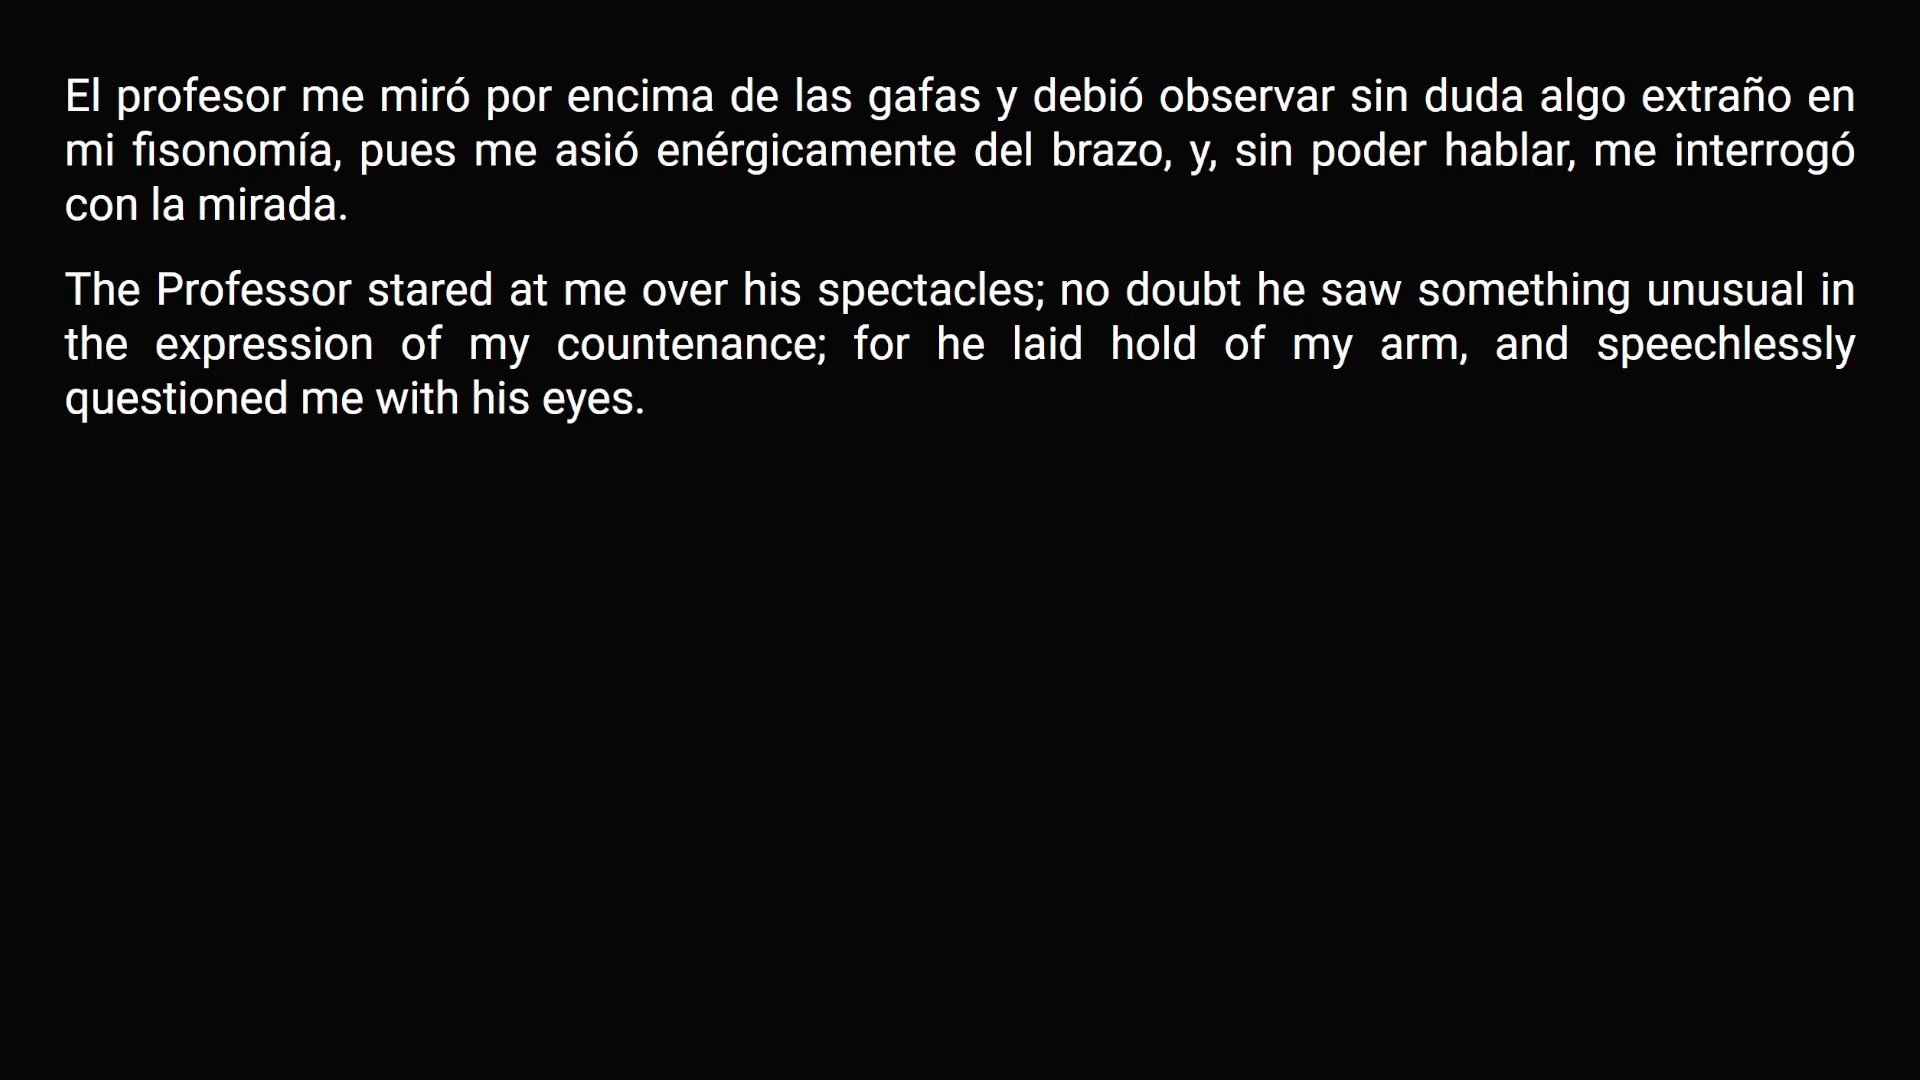 El profesor me miró por encima de las gafas y debió observar sin duda algo extraño en
mi fisonomía, pues me asió enérgicamente del brazo, y, sin poder hablar, me interrogó
con la mirada.
The Professor stared at me over his spectacles; no doubt he saw something unusual in
the expression of my countenance; for he laid hold of my arm, and speechlessly
questioned me with his eyes.